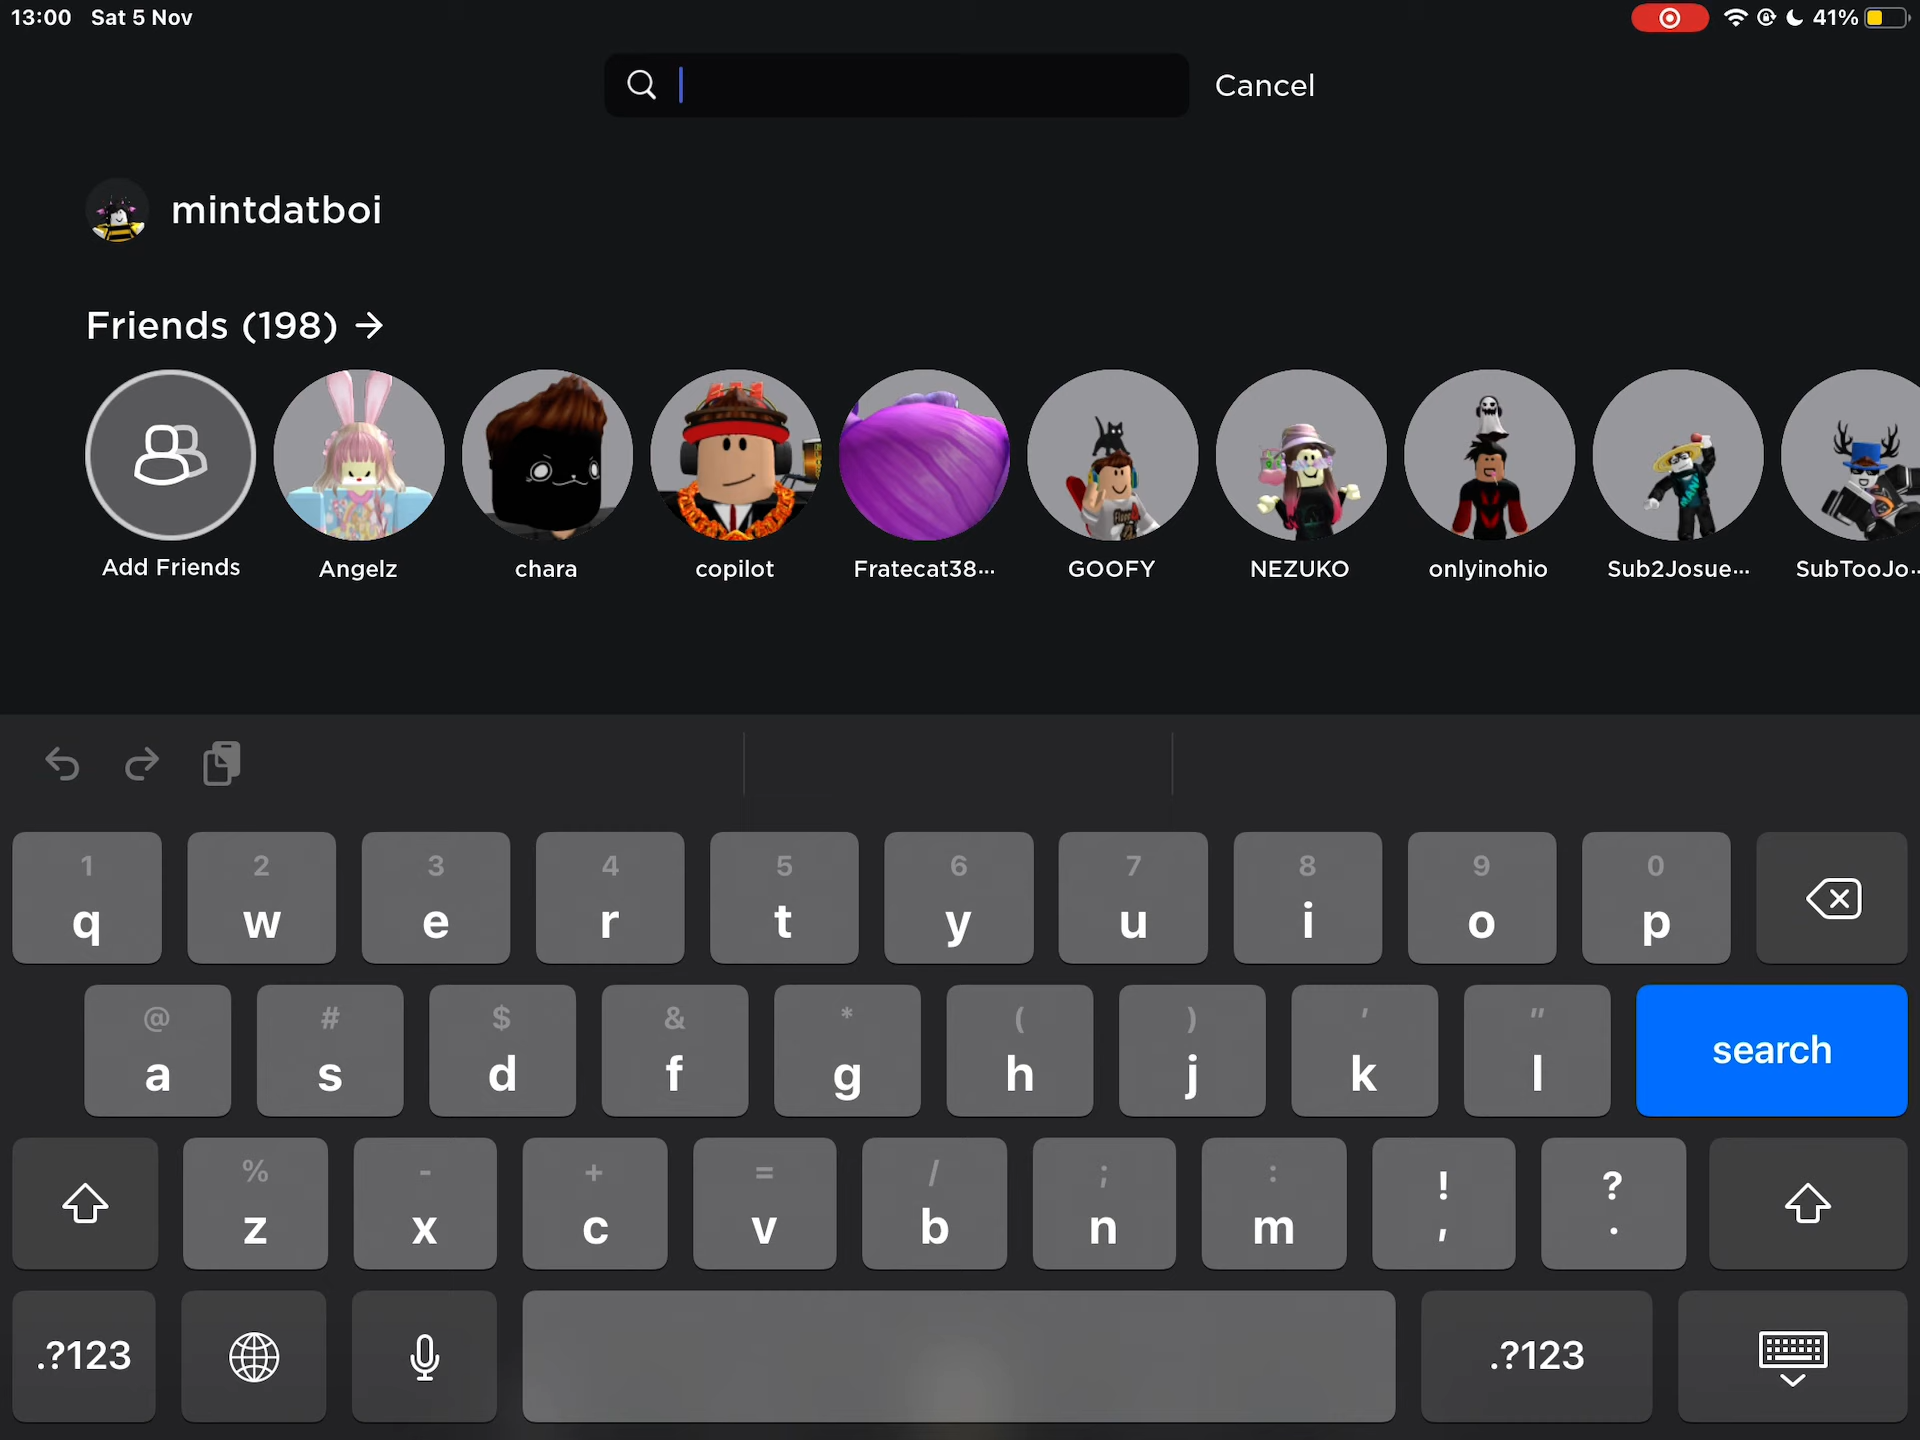 13:00 Sat 5 Nov
41%
Cancel
mintdatboi
Friends (198) →
Add Friends
Angelz
chara
copilot
Fratecat38...
GOOFY
NEZUKO
onlyinohio
Sub2Josue...
SubTooJo...
1 2 3 4 5 6 7 8 9 0
q w e r t y u i o p
@ # $ & * ( ) ' "
a s d f g h j k l search
% - + = / ; : ! ?
z x c v b n m , .
.?123 .?123